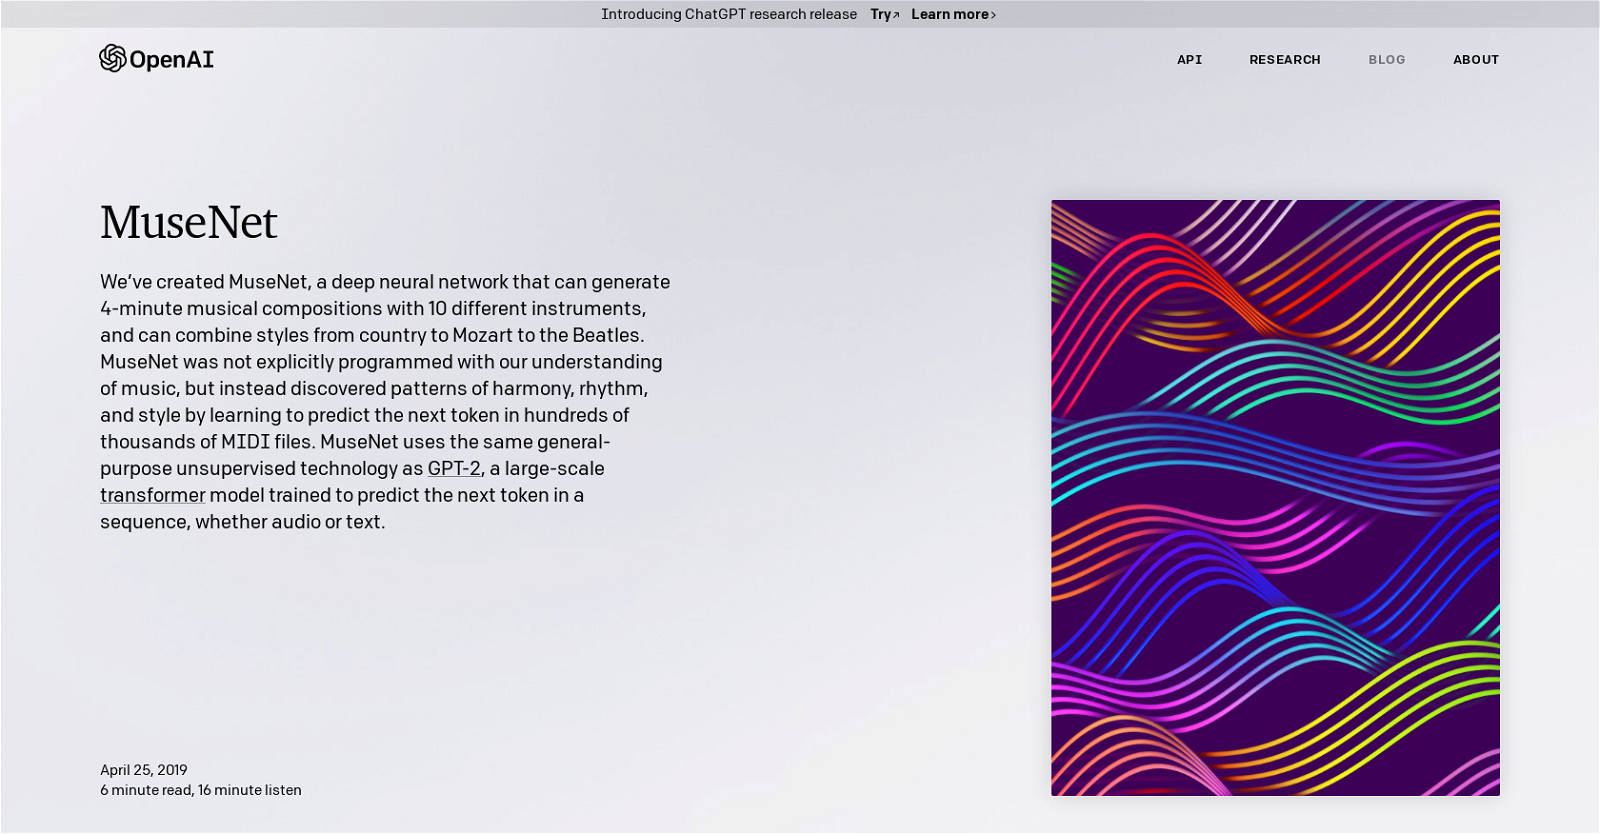 Introducing ChatGPT research release Try↗ Learn more›
OpenAI
API RESEARCH BLOG ABOUT
MuseNet
We’ve created MuseNet, a deep neural network that can generate
4-minute musical compositions with 10 different instruments,
and can combine styles from country to Mozart to the Beatles.
MuseNet was not explicitly programmed with our understanding
of music, but instead discovered patterns of harmony, rhythm,
and style by learning to predict the next token in hundreds of
thousands of MIDI files. MuseNet uses the same general-
purpose unsupervised technology as GPT-2, a large-scale
transformer model trained to predict the next token in a
sequence, whether audio or text.
April 25, 2019
6 minute read, 16 minute listen